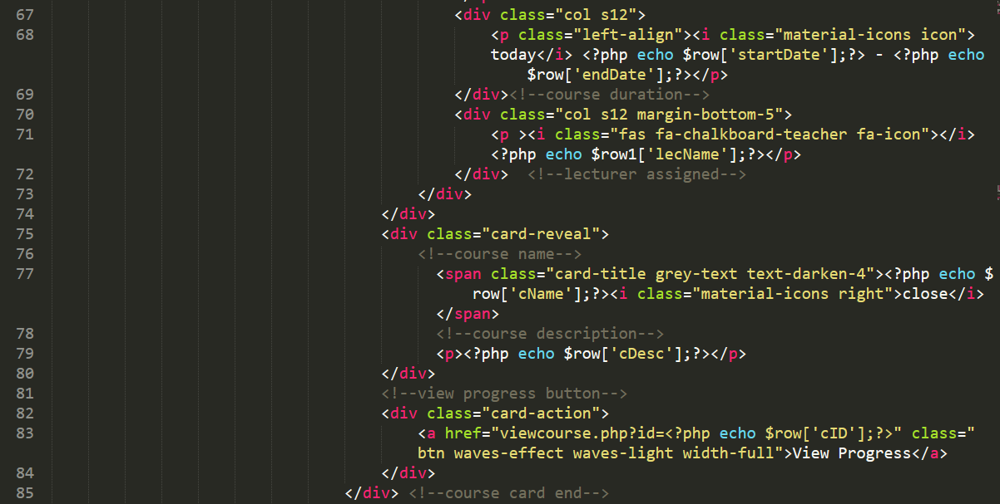 67 <div class="col s12">
68 <p class="left-align"><i class="material-icons icon">
today</i> <?php echo $row['startDate'];?> - <?php echo
$row['endDate'];?></p>
69 </div><!--course duration-->
70 <div class="col s12 margin-bottom-5">
71 <p ><i class="fas fa-chalkboard-teacher fa-icon"></i>
<?php echo $row1['lecName'];?></p>
72 </div>  <!--lecturer assigned-->
73 </div>
74 </div>
75 <div class="card-reveal">
76 <!--course name-->
77 <span class="card-title grey-text text-darken-4"><?php echo $
row['cName'];?><i class="material-icons right">close</i>
</span>
78 <!--course description-->
79 <p><?php echo $row['cDesc'];?></p>
80 </div>
81 <!--view progress button-->
82 <div class="card-action">
83 <a href="viewcourse.php?id=<?php echo $row['cID'];?>" class="
btn waves-effect waves-light width-full">View Progress</a>
84 </div>
85 </div> <!--course card end-->